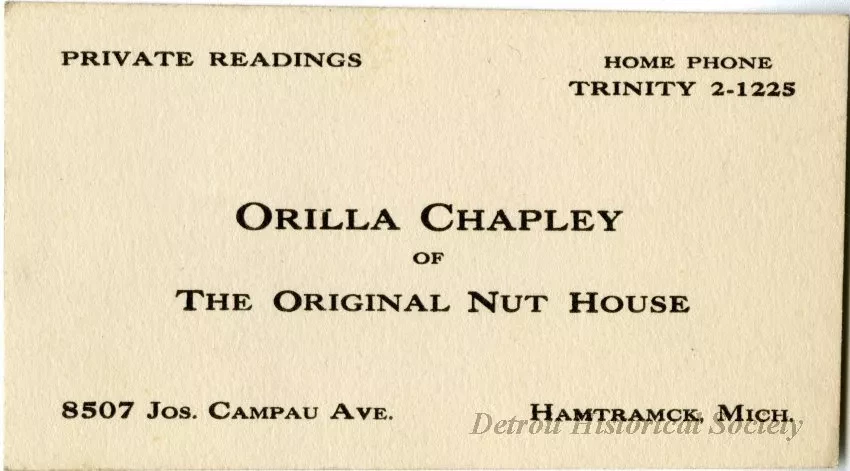 PRIVATE READINGS
HOME PHONE
TRINITY 2-1225
ORILLA CHAPLEY
OF
THE ORIGINAL NUT HOUSE
8507 JOS. CAMPAU AVE.
HAMTRAMCK, MICH.
Detroit Historical Society